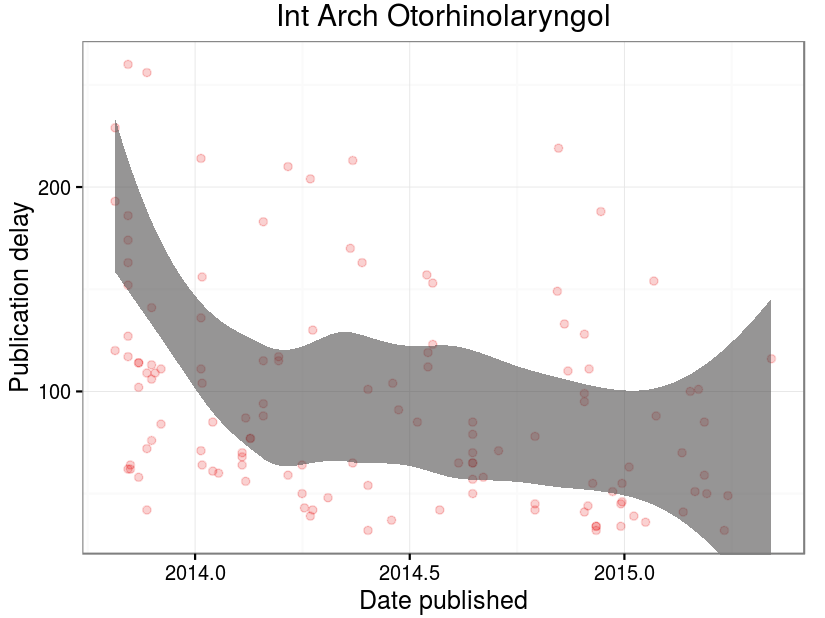 Int Arch Otorhinolaryngol
Publication delay
200
100
2014.0
2014.5
2015.0
Date published